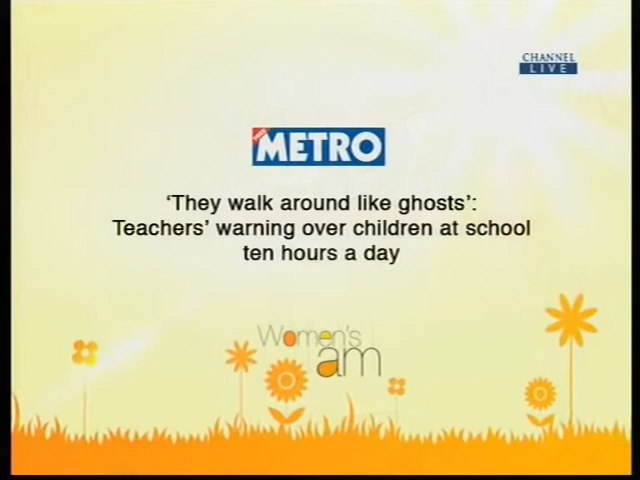 CHANNEL
LIVE
FREE
METRO
‘They walk around like ghosts’:
Teachers’ warning over children at school
ten hours a day
Women's
am